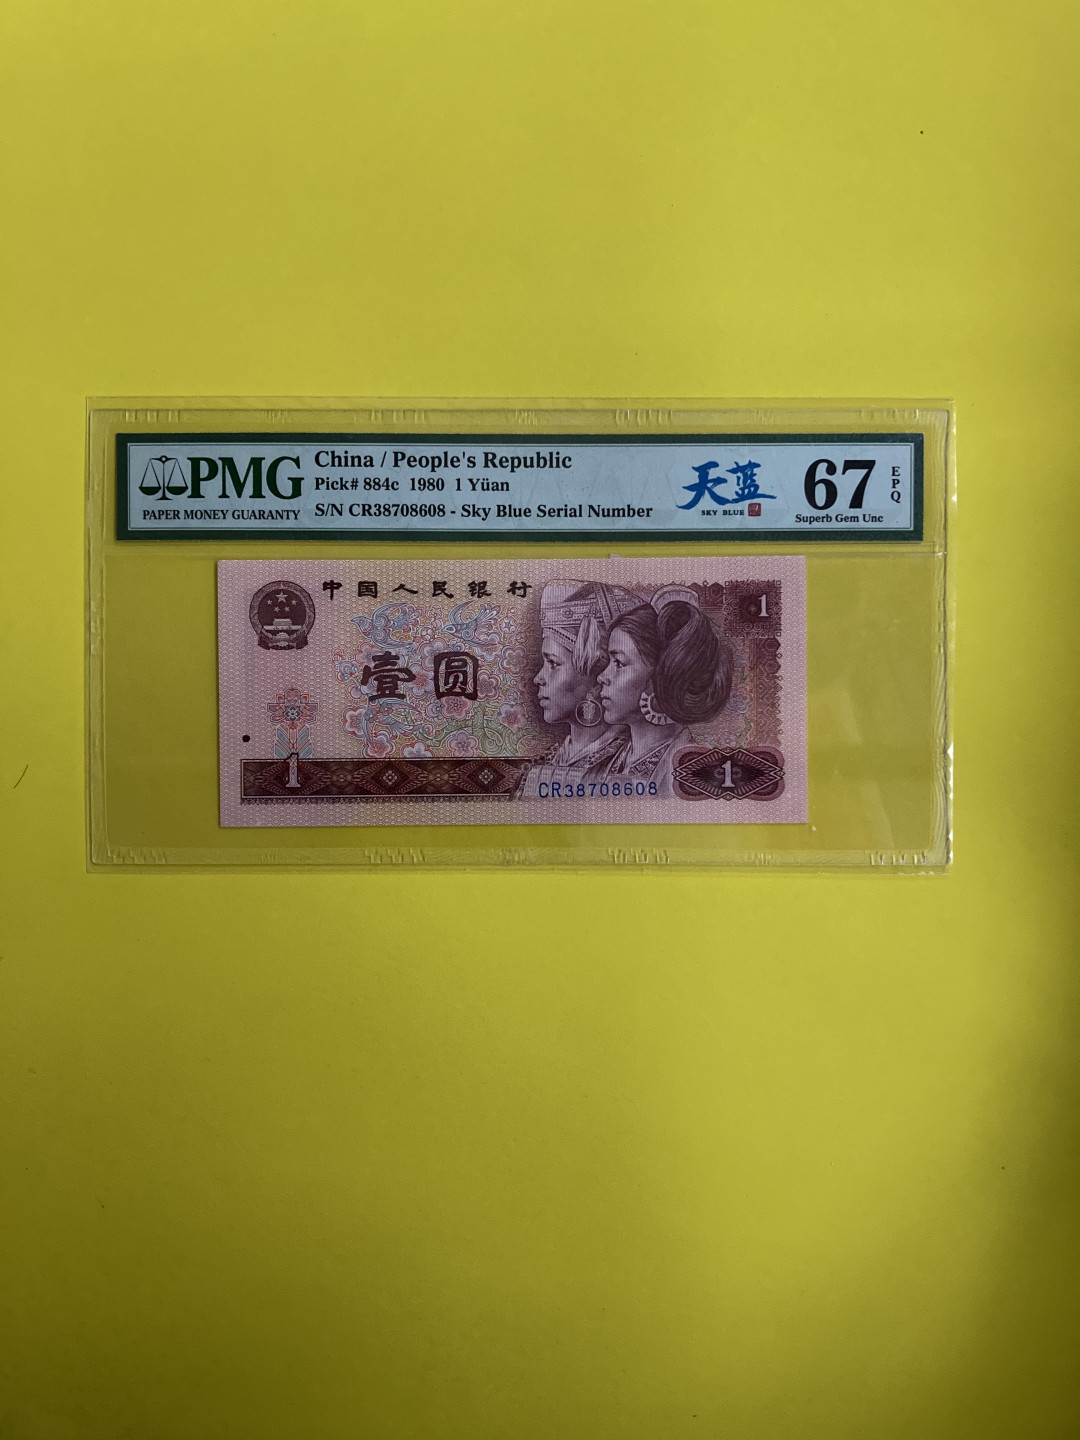 PMG
PAPER MONEY GUARANTY
China / People's Republic
Pick# 884c 1980 1 Yüan
S/N CR38708608 - Sky Blue Serial Number
天蓝
SKY BLUE
67
EPQ
Superb Gem Unc
中国人民银行
1
壹圆
1
CR38708608
1